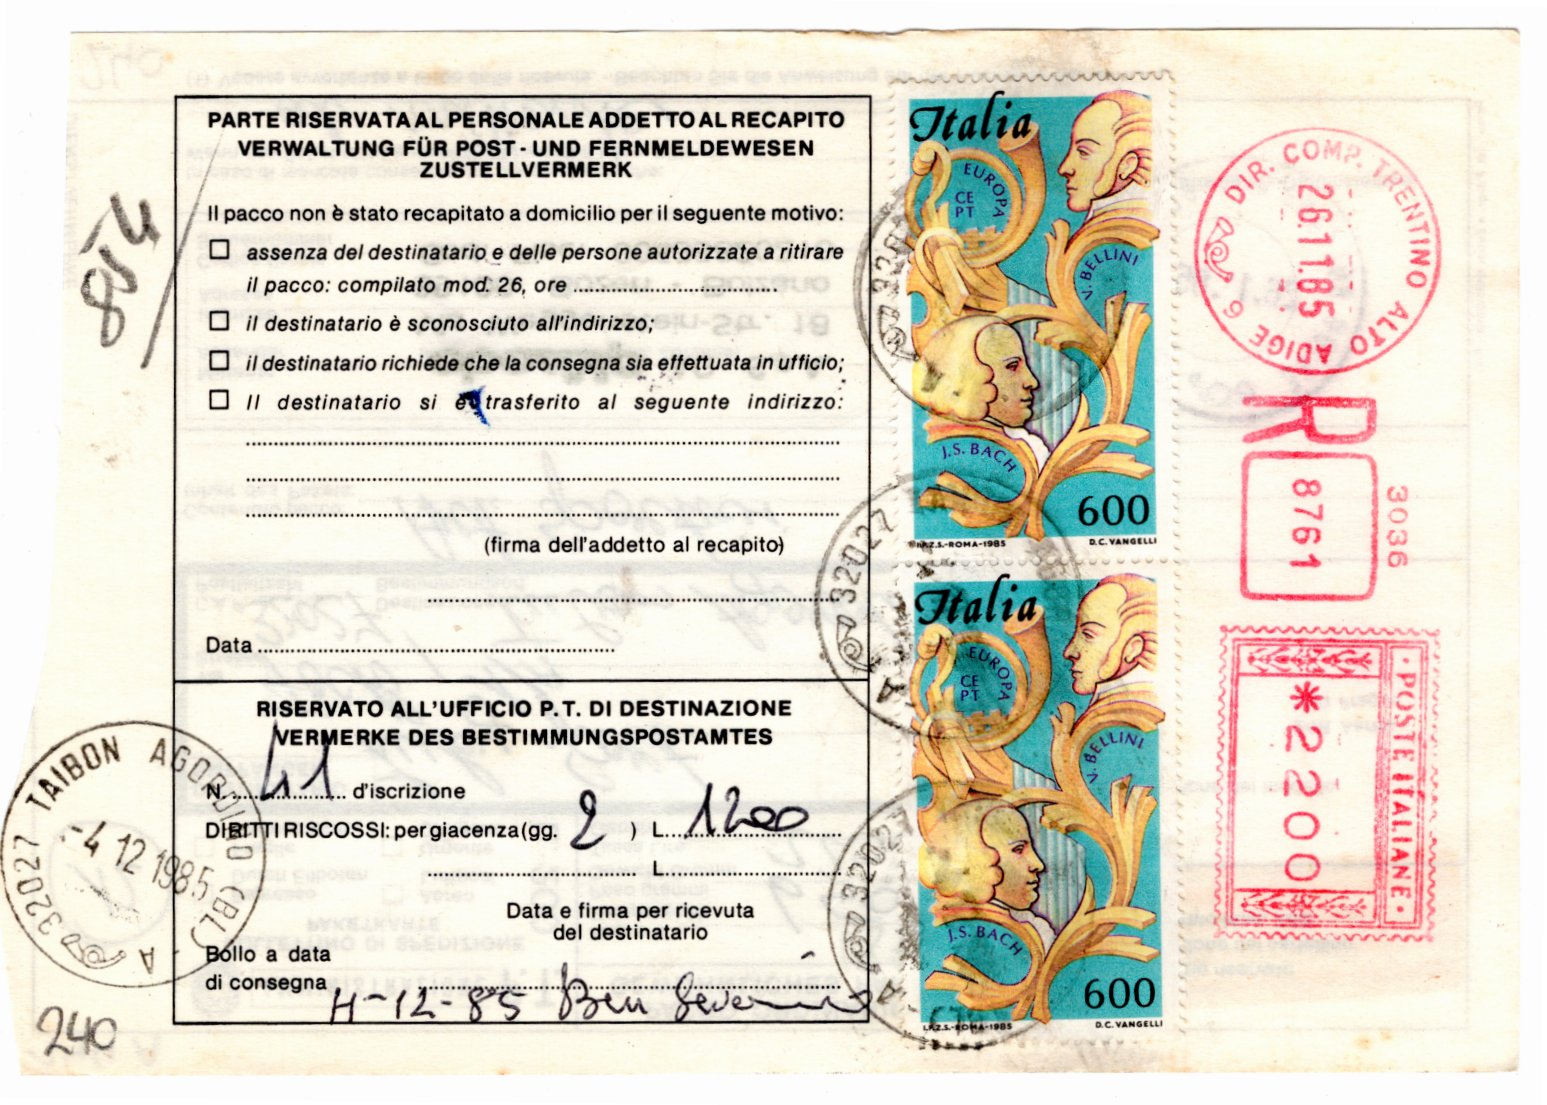 PARTE RISERVATA AL PERSONALE ADDETTO AL RECAPITO
VERWALTUNG FÜR POST - UND FERNMELDEWESEN
ZUSTELLVERMERK
Il pacco non è stato recapitato a domicilio per il seguente motivo:
assenza del destinatario e delle persone autorizzate a ritirare
il pacco: compilato mod. 26, ore
il destinatario è sconosciuto all'indirizzo;
il destinatario richiede che la consegna sia effettuata in ufficio;
Il destinatario si è trasferito al seguente indirizzo:
(firma dell'addetto al recapito)
Data
RISERVATO ALL'UFFICIO P.T. DI DESTINAZIONE
VERMERKE DES BESTIMMUNGSPOSTAMTES
N. 41 d'iscrizione
DIRITTI RISCOSSI: per giacenza (gg. 2 ) L. 1200
L.
Data e firma per ricevuta
del destinatario
Bollo a data
di consegna
4-12-85 Ben
85
240
32027 TAIBON AGORDINO (BL) A
-4 12 1985
Italia
EUROPA
CEPT
V. BELLINI
J.S. BACH
600
I.P.Z.S.-ROMA-1985 D.C. VANGELLI
32027
A
Italia
EUROPA
CEPT
V. BELLINI
J.S. BACH
600
I.P.Z.S.-ROMA-1985 D.C. VANGELLI
32027
A
DIR. COMP. TRENTINO ALTO ADIGE 6
26.11.85
R
8761
3036
POSTE ITALIANE
*2200